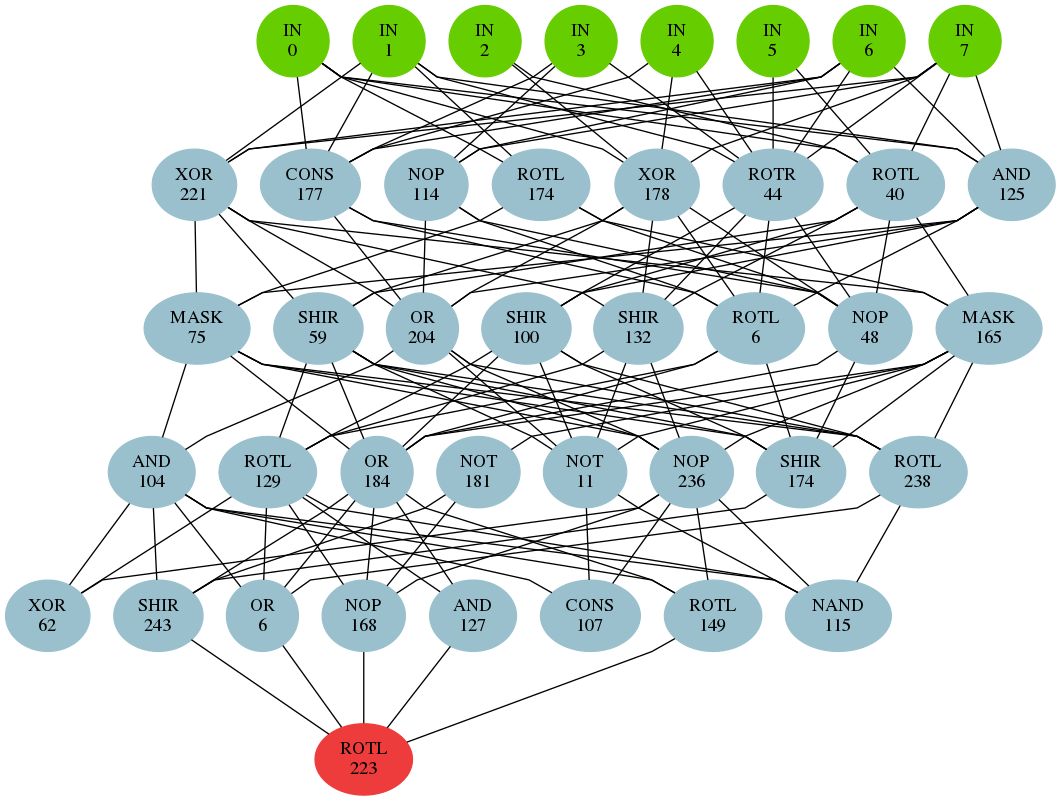 IN
0
IN
1
IN
2
IN
3
IN
4
IN
5
IN
6
IN
7
XOR
221
CONS
177
NOP
114
ROTL
174
XOR
178
ROTR
44
ROTL
40
AND
125
MASK
75
SHIR
59
OR
204
SHIR
100
SHIR
132
ROTL
6
NOP
48
MASK
165
AND
104
ROTL
129
OR
184
NOT
181
NOT
11
NOP
236
SHIR
174
ROTL
238
XOR
62
SHIR
243
OR
6
NOP
168
AND
127
CONS
107
ROTL
149
NAND
115
ROTL
223